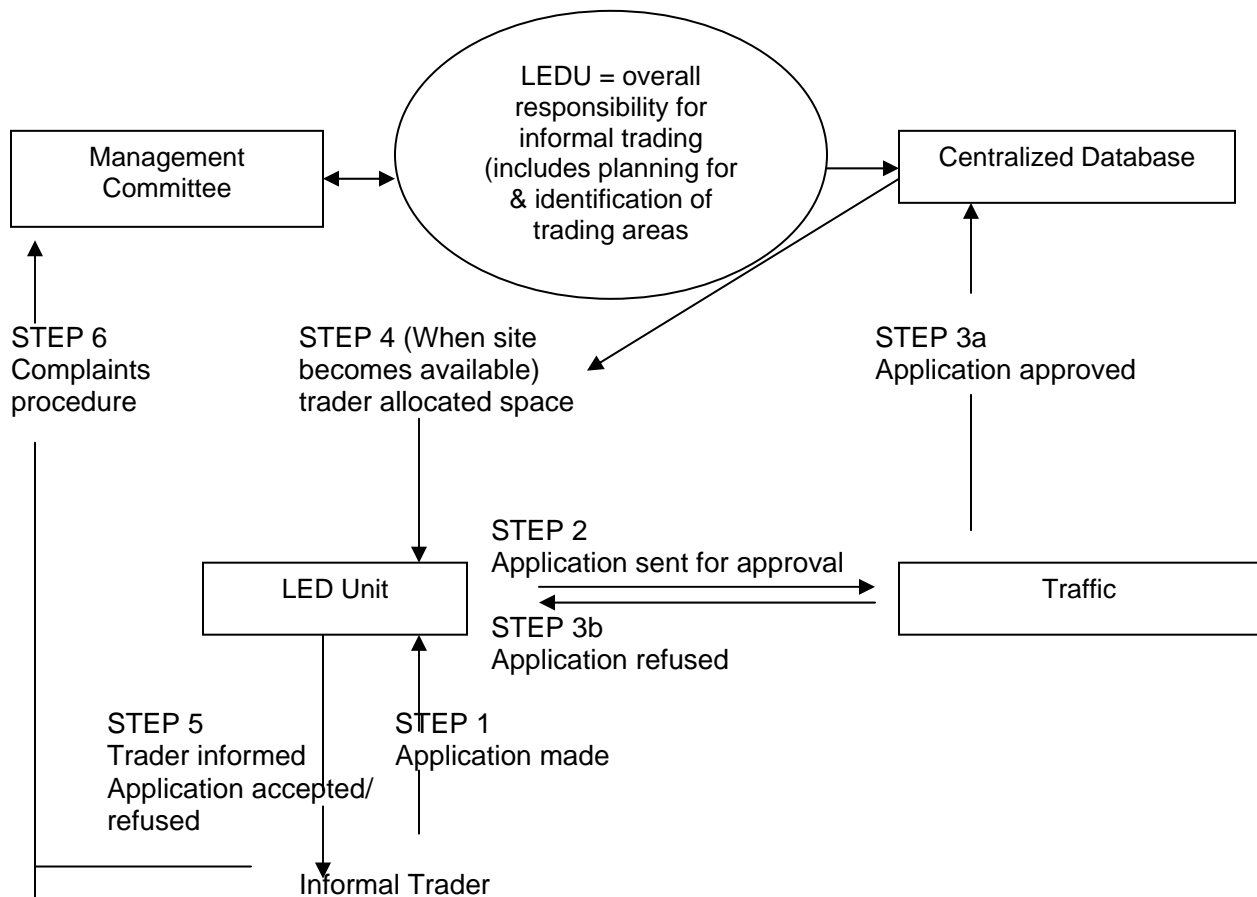 LEDU = overall
responsibility for
informal trading
(includes planning for
& identification of
trading areas
Management
Committee
Centralized Database
STEP 6
Complaints
procedure
STEP 4 (When site
becomes available)
trader allocated space
STEP 3a
Application approved
STEP 2
Application sent for approval
LED Unit
Traffic
STEP 3b
Application refused
STEP 5
Trader informed
Application accepted/
refused
STEP 1
Application made
Informal Trader